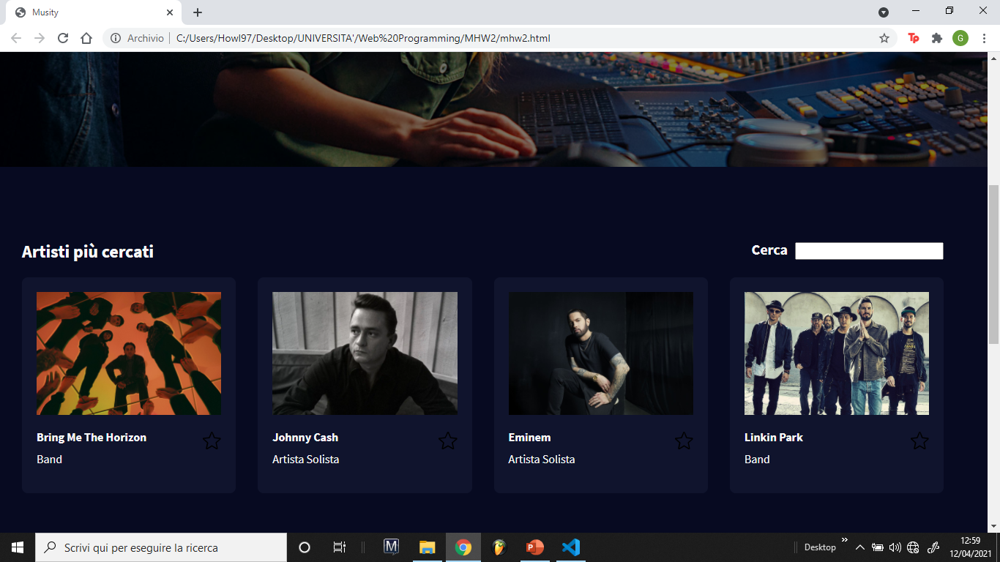 Musity
Archivio
C:/Users/Howl97/Desktop/UNIVERSITA'/Web%20Programming/MHW2/mhw2.html
Tp
G
Artisti più cercati
Cerca
Bring Me The Horizon
Band
Johnny Cash
Artista Solista
Eminem
Artista Solista
Linkin Park
Band
Scrivi qui per eseguire la ricerca
M
P
Desktop
12:59
12/04/2021